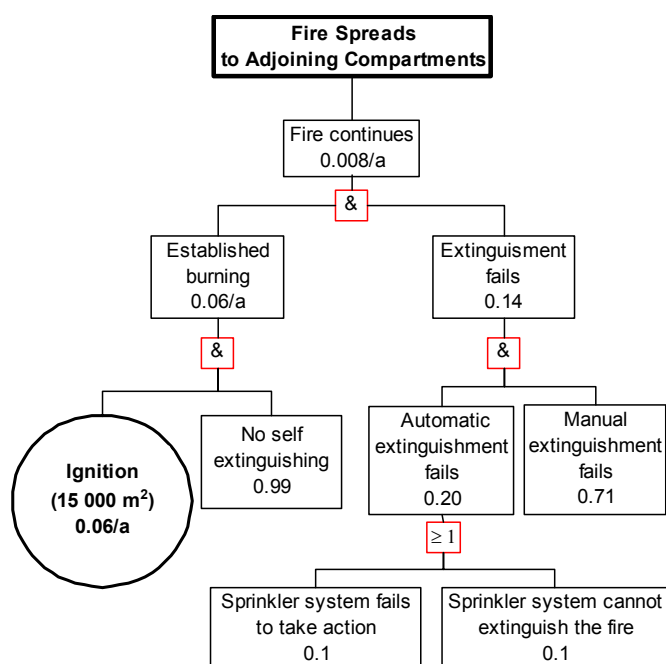 Fire Spreads
to Adjoining Compartments
Fire continues
0.008/a
&
Established
burning
0.06/a
Extinguisment
fails
0.14
&
&
Ignition
(15 000 m²)
0.06/a
No self
extinguishing
0.99
Automatic
extinguishment
fails
0.20
Manual
extinguishment
fails
0.71
≥ 1
Sprinkler system fails
to take action
0.1
Sprinkler system cannot
extinguish the fire
0.1